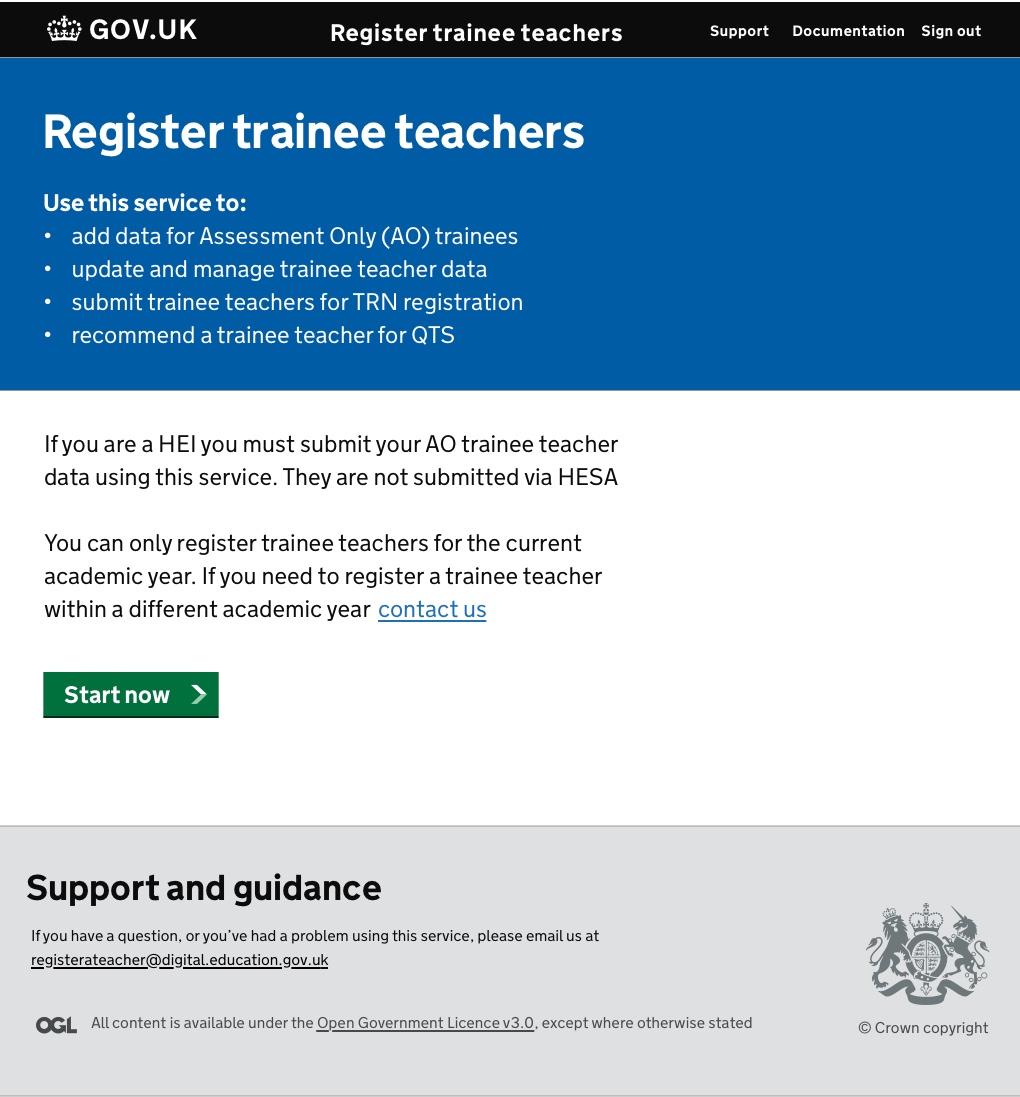 GOV.UK Register trainee teachers Support Documentation Sign out
Register trainee teachers
Use this service to:
• add data for Assessment Only (AO) trainees
• update and manage trainee teacher data
• submit trainee teachers for TRN registration
• recommend a trainee teacher for QTS
If you are a HEI you must submit your AO trainee teacher
data using this service. They are not submitted via HESA
You can only register trainee teachers for the current
academic year. If you need to register a trainee teacher
within a different academic year contact us
Start now
Support and guidance
If you have a question, or you’ve had a problem using this service, please email us at
registerateacher@digital.education.gov.uk
OGL All content is available under the Open Government Licence v3.0, except where otherwise stated
© Crown copyright